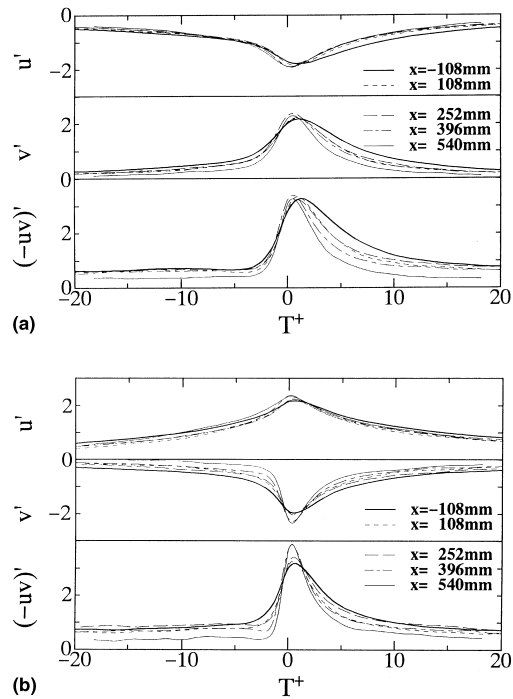 0
u'
−2
x=−108mm
x= 108mm
2
v'
0
x= 252mm
x= 396mm
x= 540mm
2
(−uv)'
0
−20 −10 0 10 20
(a)
T+
2
u'
0
v'
−2
x=−108mm
x= 108mm
2
(−uv)'
0
x= 252mm
x= 396mm
x= 540mm
−20 −10 0 10 20
(b)
T+